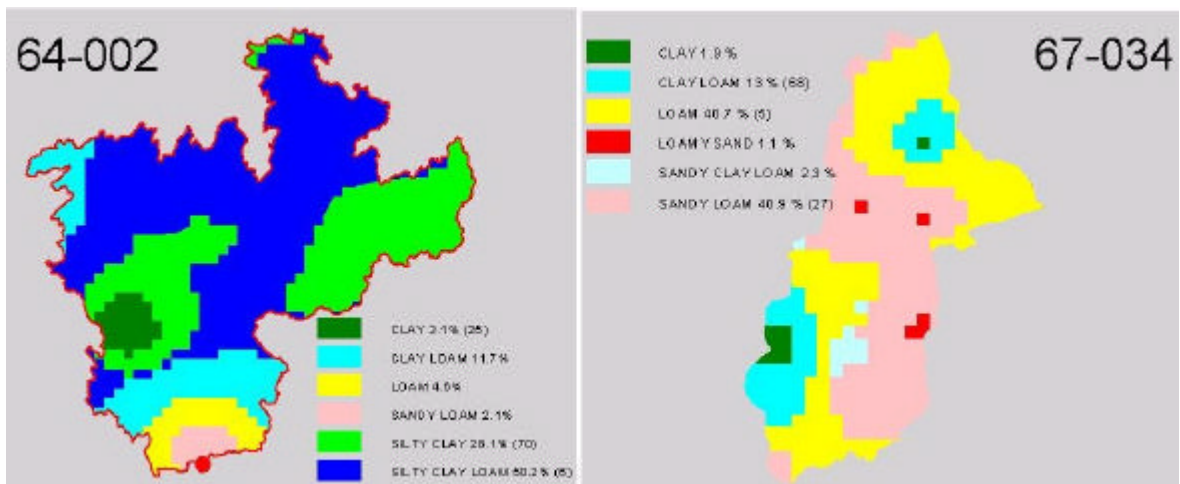 64-002
CLAY 3.1% (25)
CLAY LOAM 11.7%
LOAM 4.9%
SANDY LOAM 2.1%
SILTY CLAY 28.1% (70)
SILTY CLAY LOAM 50.2% (5)
67-034
CLAY 1.9 %
CLAY LOAM 13 % (68)
LOAM 40.7 % (5)
LOAMY SAND 1.1 %
SANDY CLAY LOAM 2.3 %
SANDY LOAM 40.9 % (27)